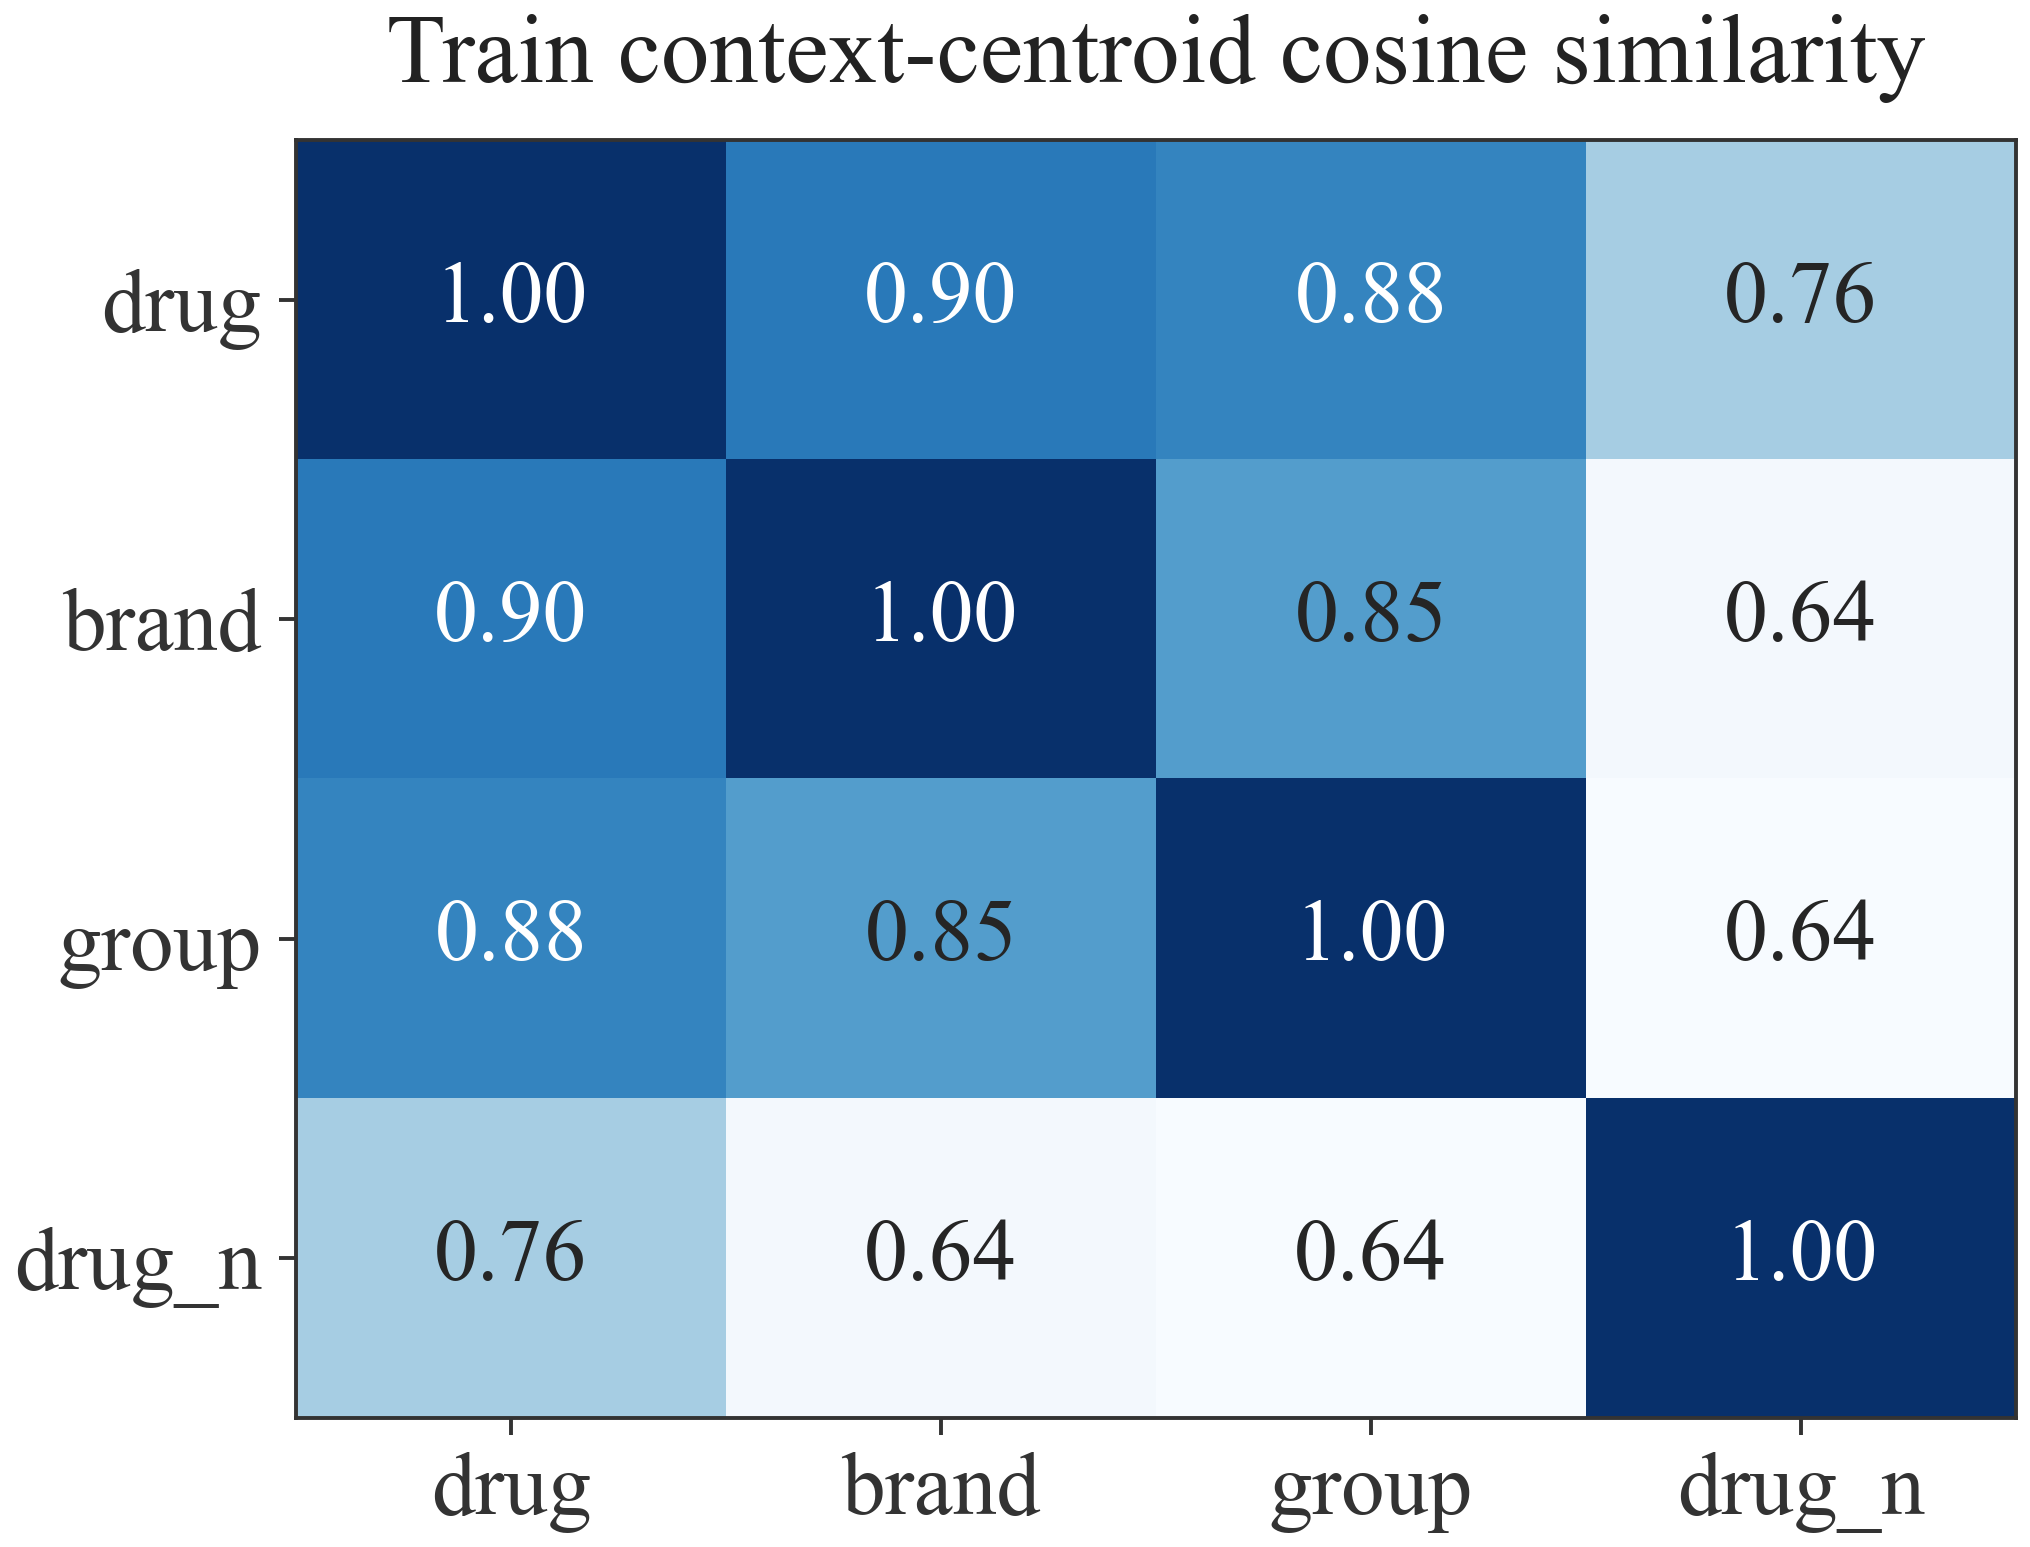 Train context-centroid cosine similarity
drug 1.00 0.90 0.88 0.76
brand 0.90 1.00 0.85 0.64
group 0.88 0.85 1.00 0.64
drug_n 0.76 0.64 0.64 1.00
drug brand group drug_n